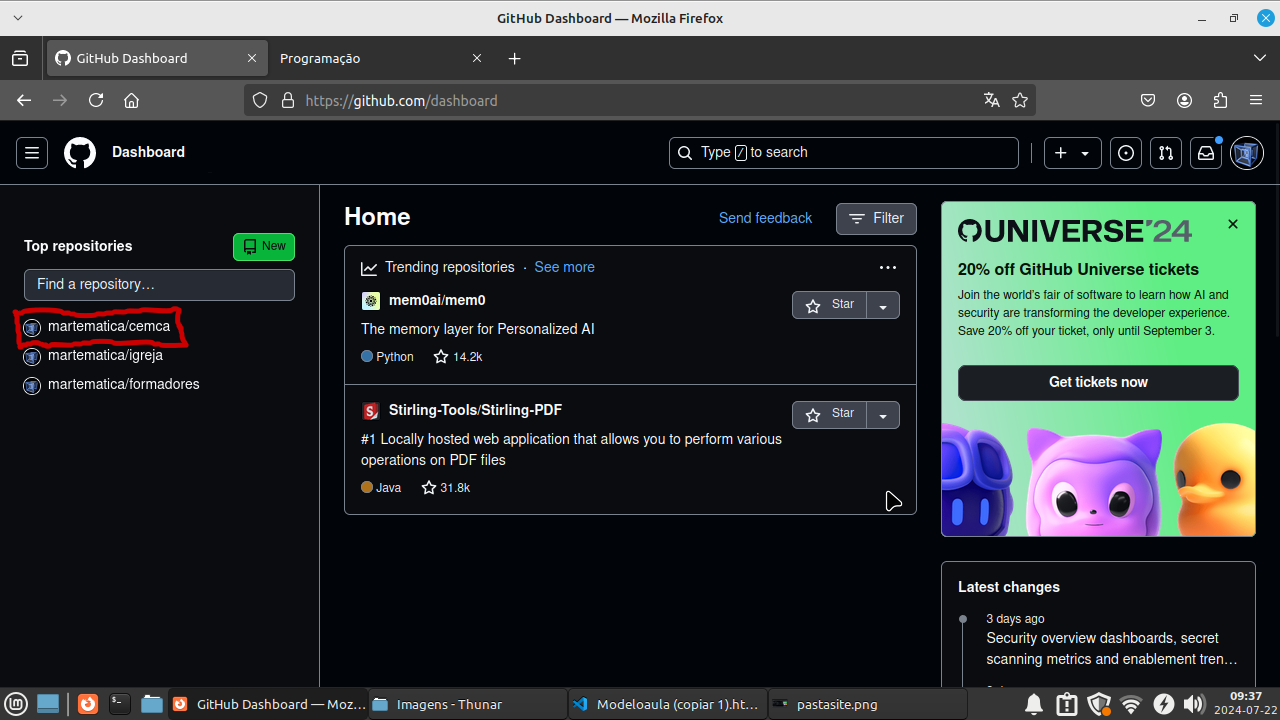 GitHub Dashboard — Mozilla Firefox
GitHub Dashboard
Programação
https://github.com/dashboard
Dashboard
Type / to search
Top repositories
New
Find a repository…
martematica/cemca
martematica/igreja
martematica/formadores
Home
Send feedback
Filter
Trending repositories · See more
mem0ai/mem0
Star
The memory layer for Personalized AI
Python
14.2k
Stirling-Tools/Stirling-PDF
Star
#1 Locally hosted web application that allows you to perform various
operations on PDF files
Java
31.8k
UNIVERSE'24
20% off GitHub Universe tickets
Join the world's fair of software to learn how AI and
security are transforming the developer experience.
Save 20% off your ticket, only until September 3.
Get tickets now
Latest changes
3 days ago
Security overview dashboards, secret
scanning metrics and enablement tren…
GitHub Dashboard — Moz...
Imagens - Thunar
Modeloaula (copiar 1).ht...
pastasite.png
09:37
2024-07-22